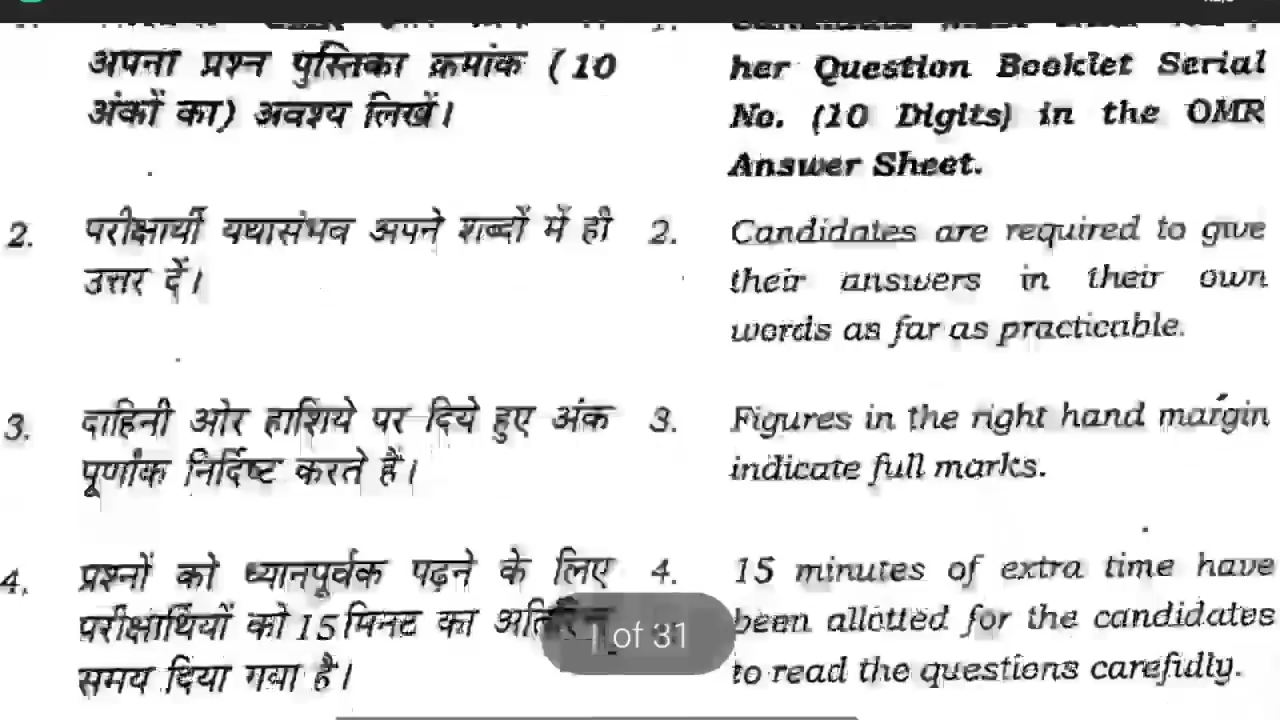 अपना प्रश्न पुस्तिका क्रमांक (10
अंकों का) अवश्य लिखें।
her Question Booklet Serial
No. (10 Digits) in the OMR
Answer Sheet.
2. परीक्षार्थी यथासंभव अपने शब्दों में ही
उत्तर दें।
2. Candidates are required to give
their answers in their own
words as far as practicable.
3. दाहिनी ओर हाशिये पर दिये हुए अंक
पूर्णांक निर्दिष्ट करते हैं।
3. Figures in the right hand margin
indicate full marks.
4. प्रश्नों को ध्यानपूर्वक पढ़ने के लिए
परीक्षार्थियों को 15 मिनट का
समय दिया गया है।
4. 15 minutes of extra time have
been allotted for the candidates
to read the questions carefully.
1 of 31